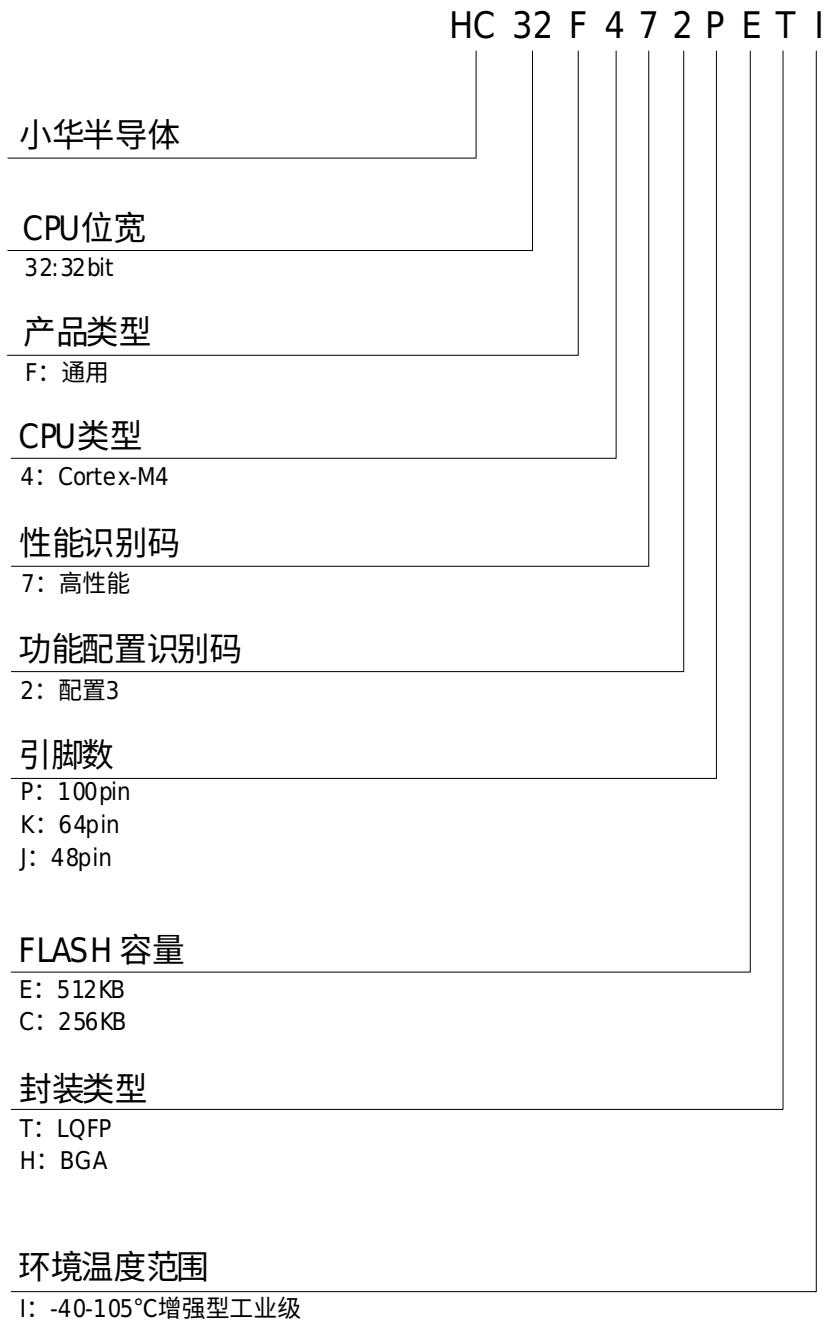 HC 32 F 4 7 2 P E T I
小华半导体
CPU位宽
32:32bit
产品类型
F：通用
CPU类型
4：Cortex-M4
性能识别码
7：高性能
功能配置识别码
2：配置3
引脚数
P：100pin
K：64pin
J：48pin
FLASH 容量
E：512KB
C：256KB
封装类型
T：LQFP
H：BGA
环境温度范围
I：-40-105°C增强型工业级